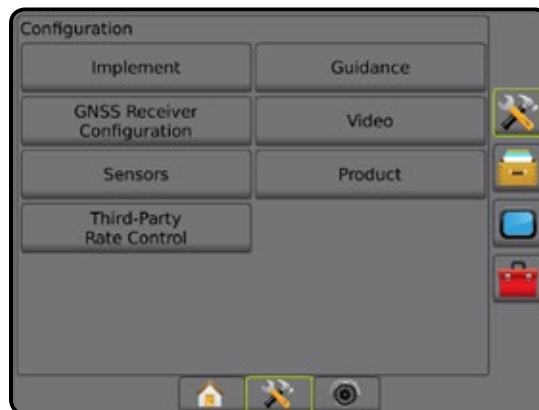 Configuration
Implement
Guidance
GNSS Receiver
Configuration
Video
Sensors
Product
Third-Party
Rate Control